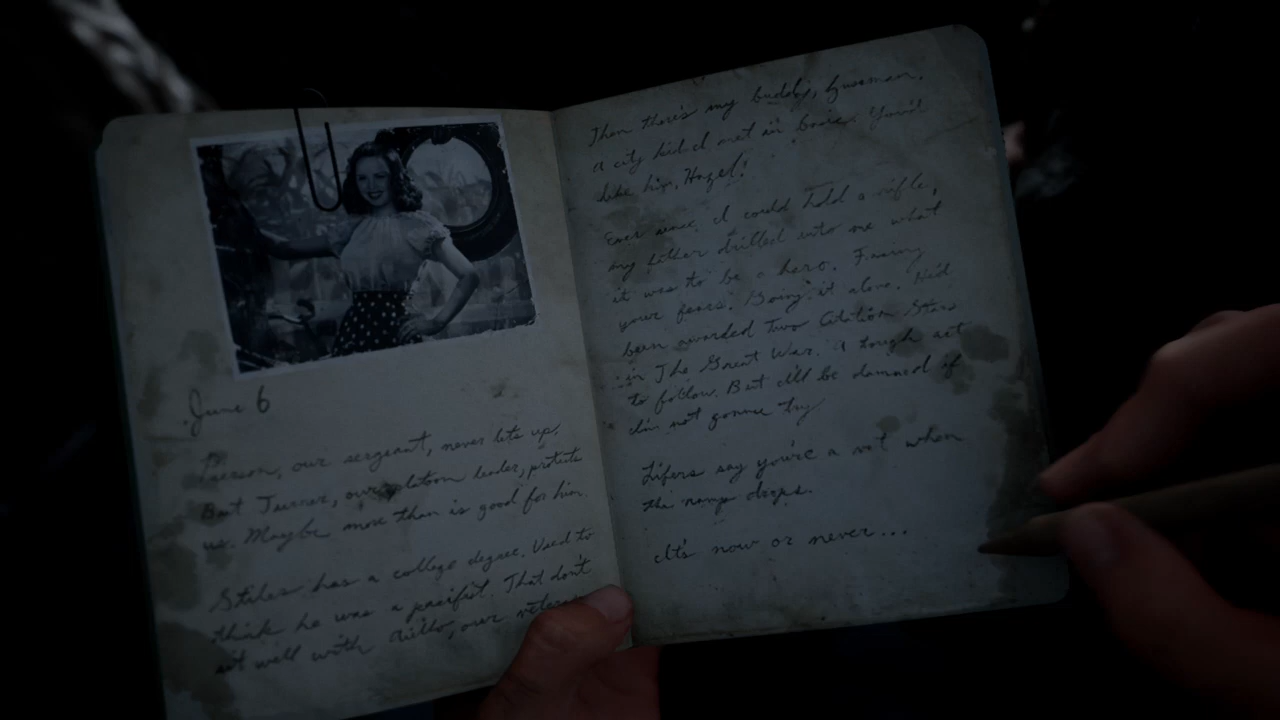 June 6
Pierson, our sergeant, never lets up.
But Turner, our platoon leader, protects
us. Maybe more than is good for him.
Stiles has a college degree. Used to
think he was a pacifist. That don't
sit well with Aiello, our veteran
Then there's my buddy, Zussman.
A city kid I met in basic. You'd
like him, Hazel!
Ever since I could hold a rifle,
my father drilled into me what
it was to be a hero. Facing
your fears. Doing it alone. He'd
been awarded Two Citation Stars
in The Great War. A tough act
to follow. But I'll be damned if
I'm not gonna try
Lifers say you're a vet when
the ramp drops.
It's now or never...